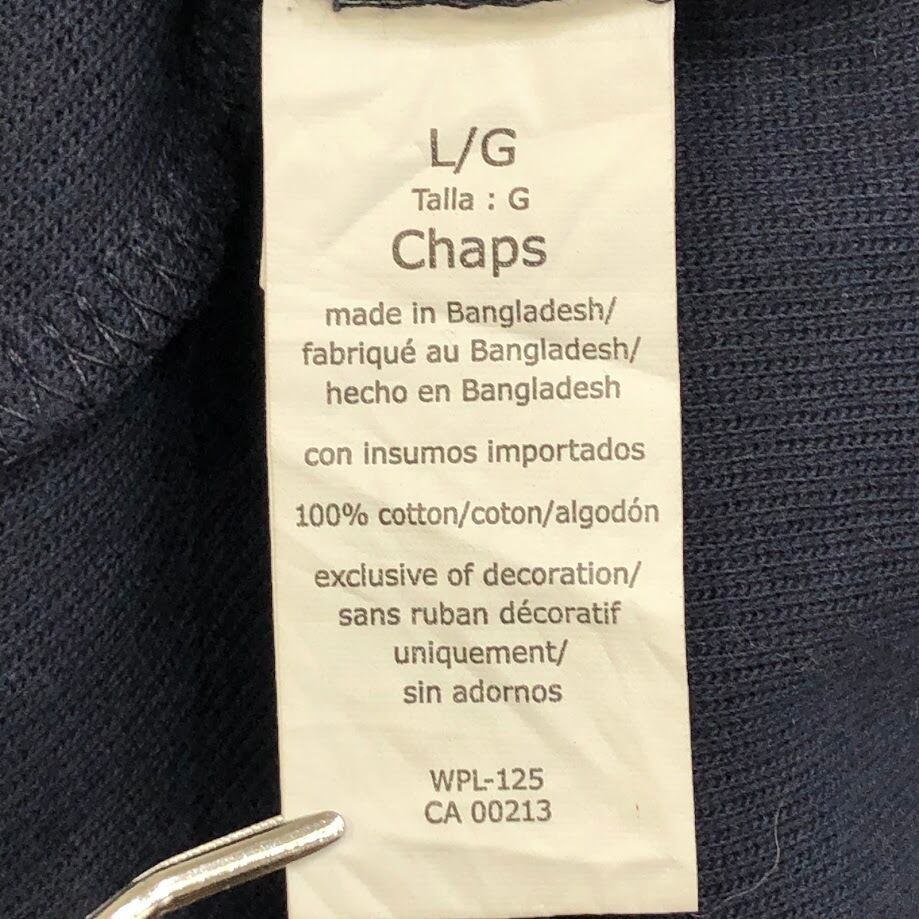 L/G
Talla : G
Chaps
made in Bangladesh/
fabriqué au Bangladesh/
hecho en Bangladesh
con insumos importados
100% cotton/coton/algodón
exclusive of decoration/
sans ruban décoratif
uniquement/
sin adornos
WPL-125
CA 00213